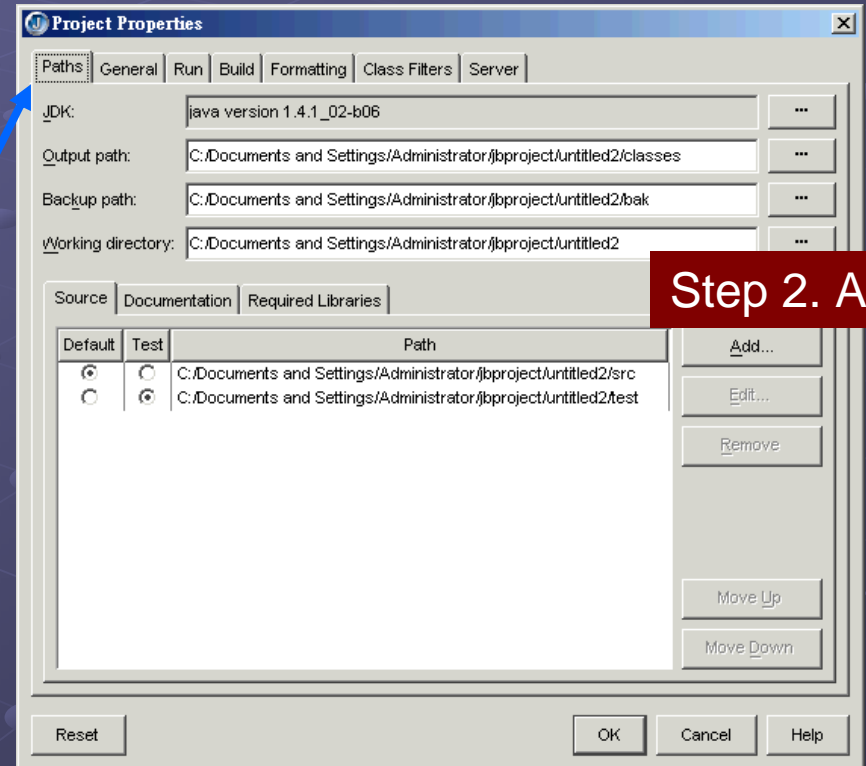 Project Properties
Paths General Run Build Formatting Class Filters Server
JDK: java version 1.4.1_02-b06 ...
Output path: C:/Documents and Settings/Administrator/jbproject/untitled2/classes ...
Backup path: C:/Documents and Settings/Administrator/jbproject/untitled2/bak ...
Working directory: C:/Documents and Settings/Administrator/jbproject/untitled2 ...
Step 2. A
Source Documentation Required Libraries
Default Test Path
C:/Documents and Settings/Administrator/jbproject/untitled2/src
C:/Documents and Settings/Administrator/jbproject/untitled2/test
Add...
Edit...
Remove
Move Up
Move Down
Reset OK Cancel Help